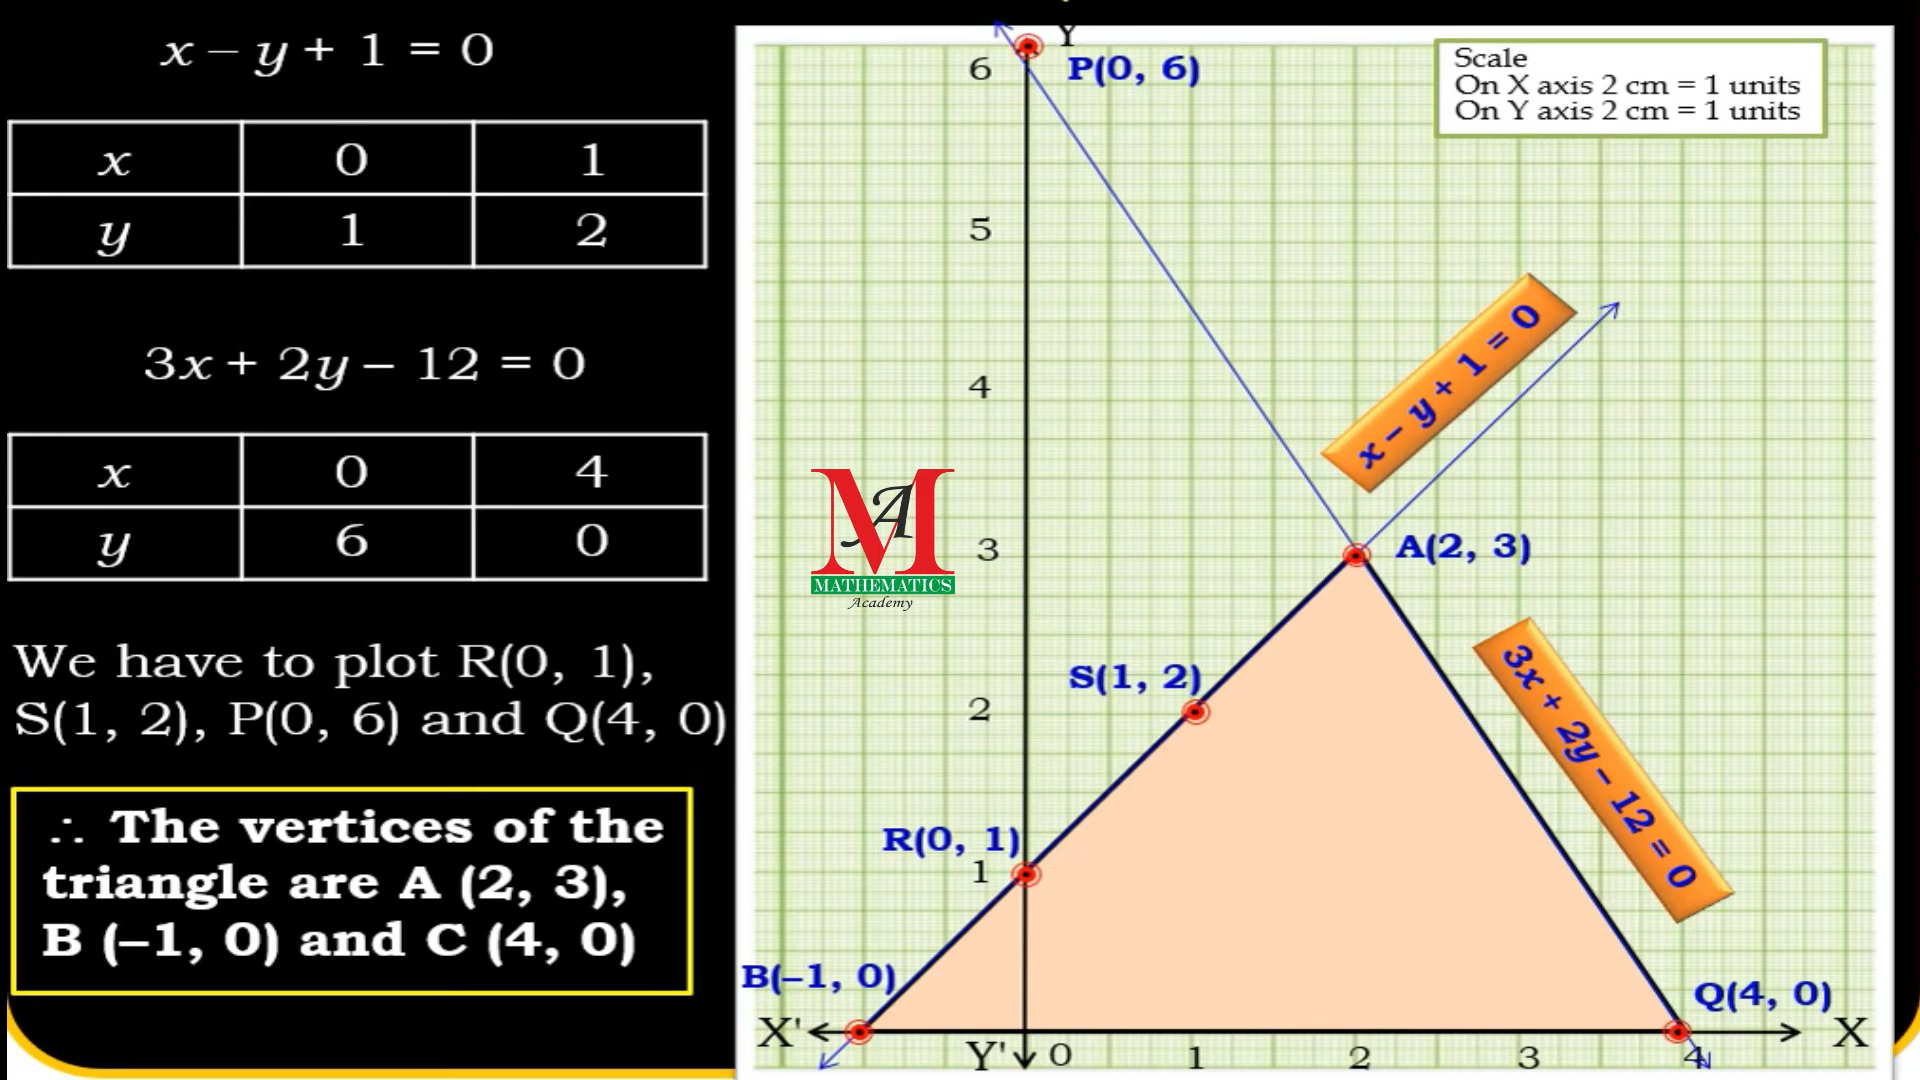 x – y + 1 = 0
x 0 1
y 1 2
3x + 2y – 12 = 0
x 0 4
y 6 0
We have to plot R(0, 1),
S(1, 2), P(0, 6) and Q(4, 0)
∴ The vertices of the
triangle are A (2, 3),
B (–1, 0) and C (4, 0)
Y
P(0, 6)
6
5
4
3
2
1
Scale
On X axis 2 cm = 1 units
On Y axis 2 cm = 1 units
x – y + 1 = 0
A(2, 3)
MA
MATHEMATICS
Academy
S(1, 2)
3x + 2y – 12 = 0
R(0, 1)
B(–1, 0)
Q(4, 0)
X'
X
Y'
0 1 2 3 4